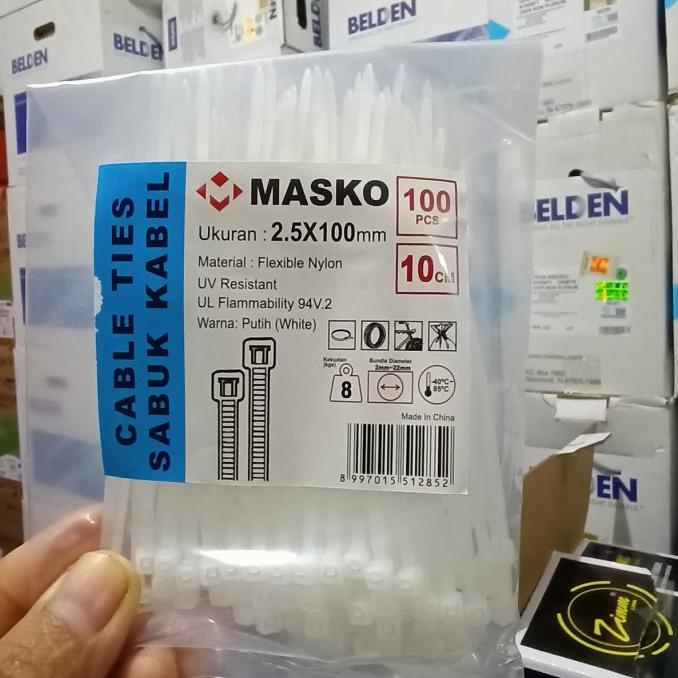 BELDEN
BELDEN
BELDEN
MASKO
100
PCS
Ukuran : 2.5X100mm
10CM
Material : Flexible Nylon
UV Resistant
UL Flammability 94V.2
Warna: Putih (White)
CABLE TIES
SABUK KABEL
Kekuatan
(kgs)
8
Bundle Diameter
2mm~22mm
-40°C~
85°C
Made In China
8 997015 512852
BELDEN
EN
Zimm